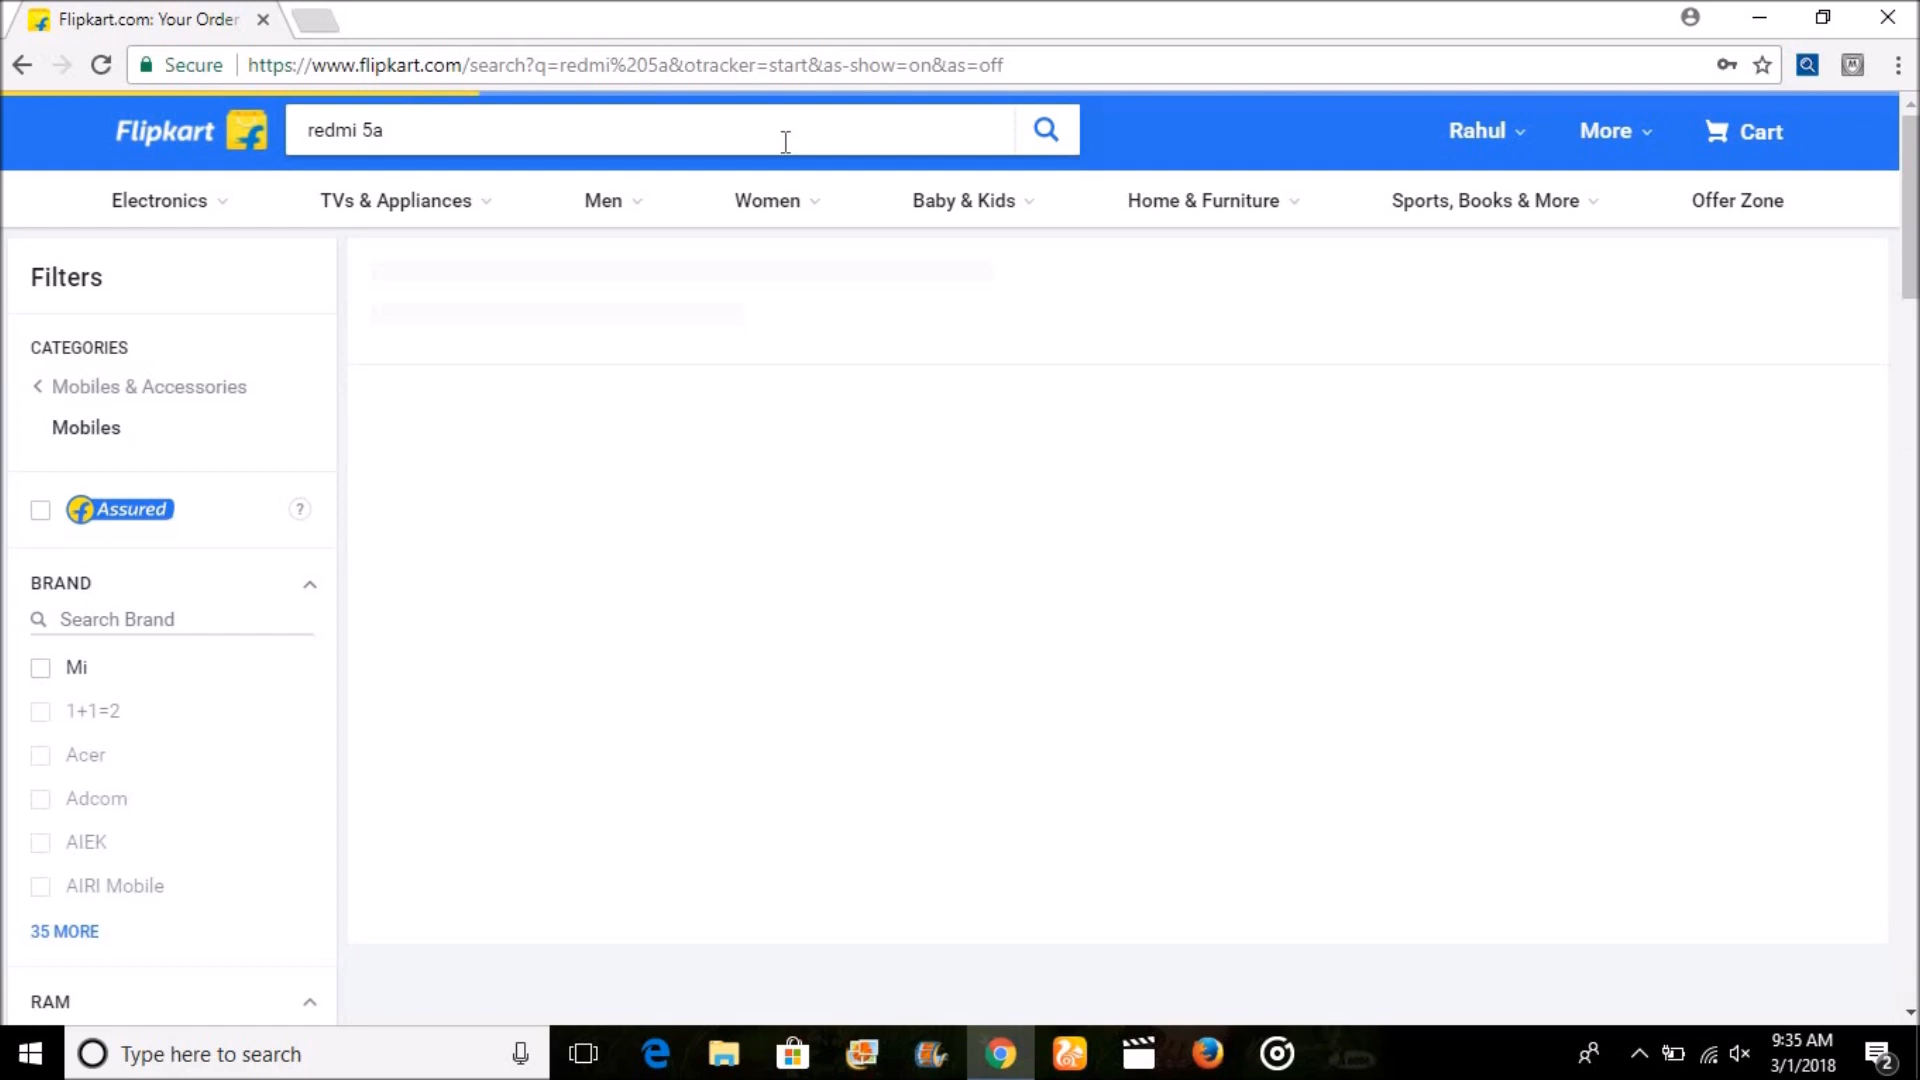 Flipkart.com: Your Order
Secure https://www.flipkart.com/search?q=redmi%205a&otracker=start&as-show=on&as=off
Flipkart redmi 5a Rahul More Cart
Electronics TVs & Appliances Men Women Baby & Kids Home & Furniture Sports, Books & More Offer Zone
Filters
CATEGORIES
Mobiles & Accessories
Mobiles
Assured ?
BRAND
Search Brand
Mi
1+1=2
Acer
Adcom
AIEK
AIRI Mobile
35 MORE
RAM
Type here to search
9:35 AM
3/1/2018
2